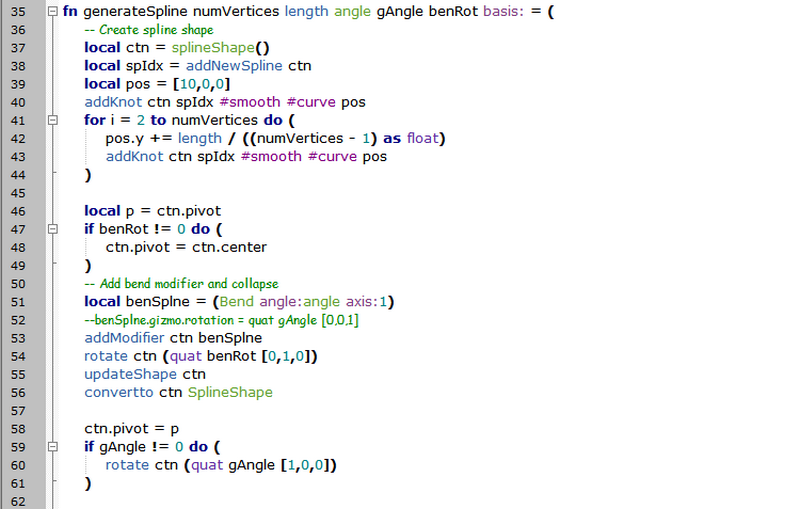 35 fn generateSpline numVertices length angle gAngle benRot basis: = (
36 -- Create spline shape
37 local ctn = splineShape()
38 local spIdx = addNewSpline ctn
39 local pos = [10,0,0]
40 addKnot ctn spIdx #smooth #curve pos
41 for i = 2 to numVertices do (
42 pos.y += length / ((numVertices - 1) as float)
43 addKnot ctn spIdx #smooth #curve pos
44 )
45
46 local p = ctn.pivot
47 if benRot != 0 do (
48 ctn.pivot = ctn.center
49 )
50 -- Add bend modifier and collapse
51 local benSplne = (Bend angle:angle axis:1)
52 --benSplne.gizmo.rotation = quat gAngle [0,0,1]
53 addModifier ctn benSplne
54 rotate ctn (quat benRot [0,1,0])
55 updateShape ctn
56 convertto ctn SplineShape
57
58 ctn.pivot = p
59 if gAngle != 0 do (
60 rotate ctn (quat gAngle [1,0,0])
61 )
62